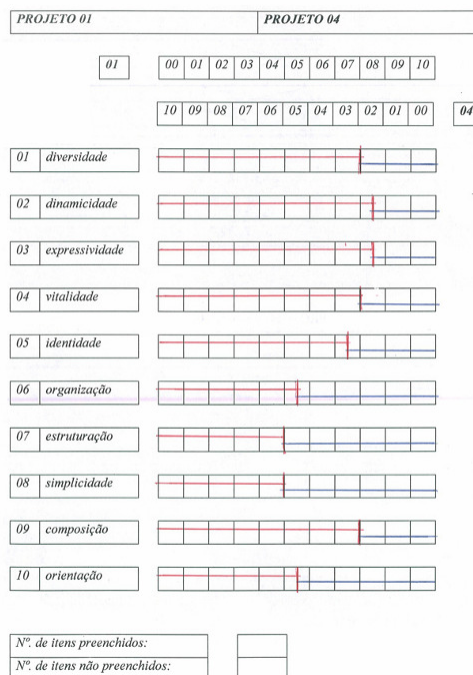 PROJETO 01 PROJETO 04
01 00 01 02 03 04 05 06 07 08 09 10
10 09 08 07 06 05 04 03 02 01 00 04
01 diversidade
02 dinamicidade
03 expressividade
04 vitalidade
05 identidade
06 organização
07 estruturação
08 simplicidade
09 composição
10 orientação
Nº. de itens preenchidos:
Nº. de itens não preenchidos: